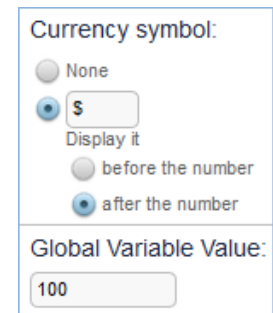 Currency symbol:
None
$
Display it
before the number
after the number
Global Variable Value:
100